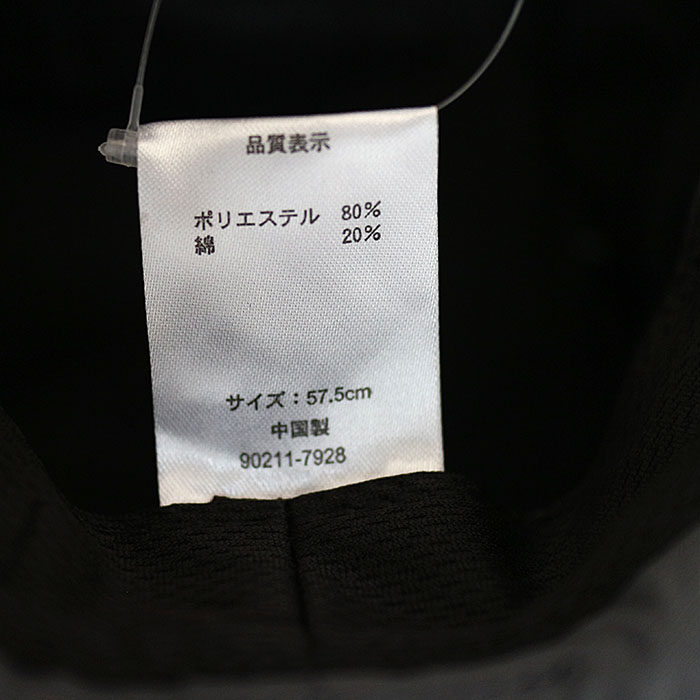 品質表示
ポリエステル 80%
綿 20%
サイズ：57.5cm
中国製
90211-7928